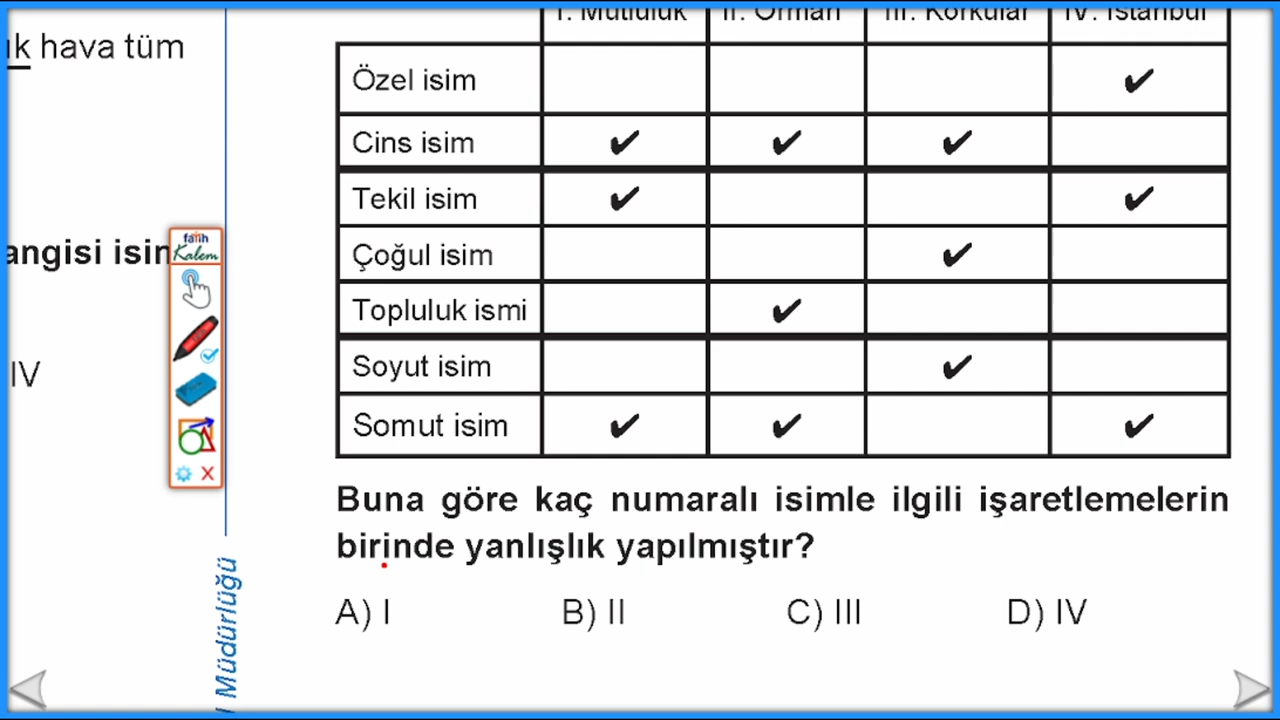 ık hava tüm
angisi isin
IV
fatih
Kalem
l Müdürlüğü
I. Mutluluk II. Orman III. Korkular IV. İstanbul
Özel isim ✔
Cins isim ✔ ✔ ✔
Tekil isim ✔ ✔
Çoğul isim ✔
Topluluk ismi ✔
Soyut isim ✔
Somut isim ✔ ✔ ✔
Buna göre kaç numaralı isimle ilgili işaretlemelerin
birinde yanlışlık yapılmıştır?
A) I B) II C) III D) IV